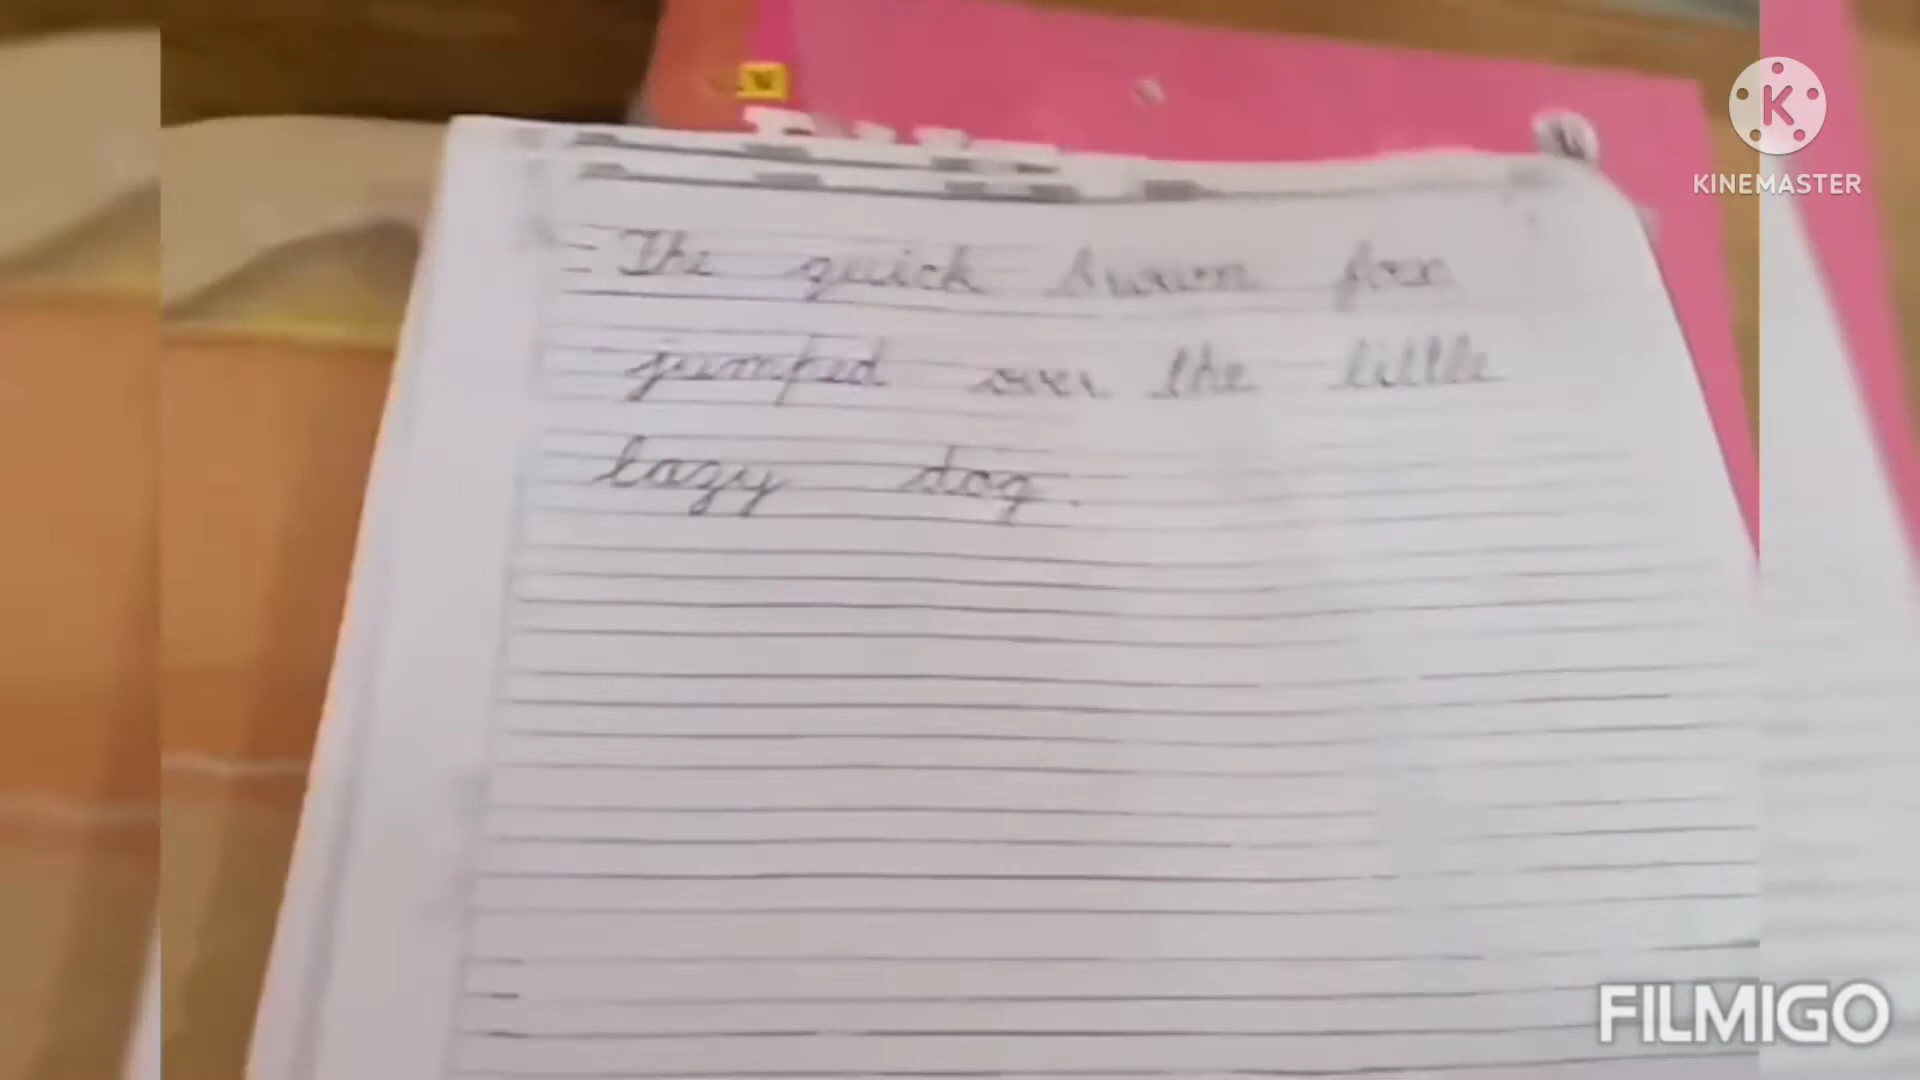 KINEMASTER
The quick brown fox
jumped over the little
lazy dog.
FILMIGO